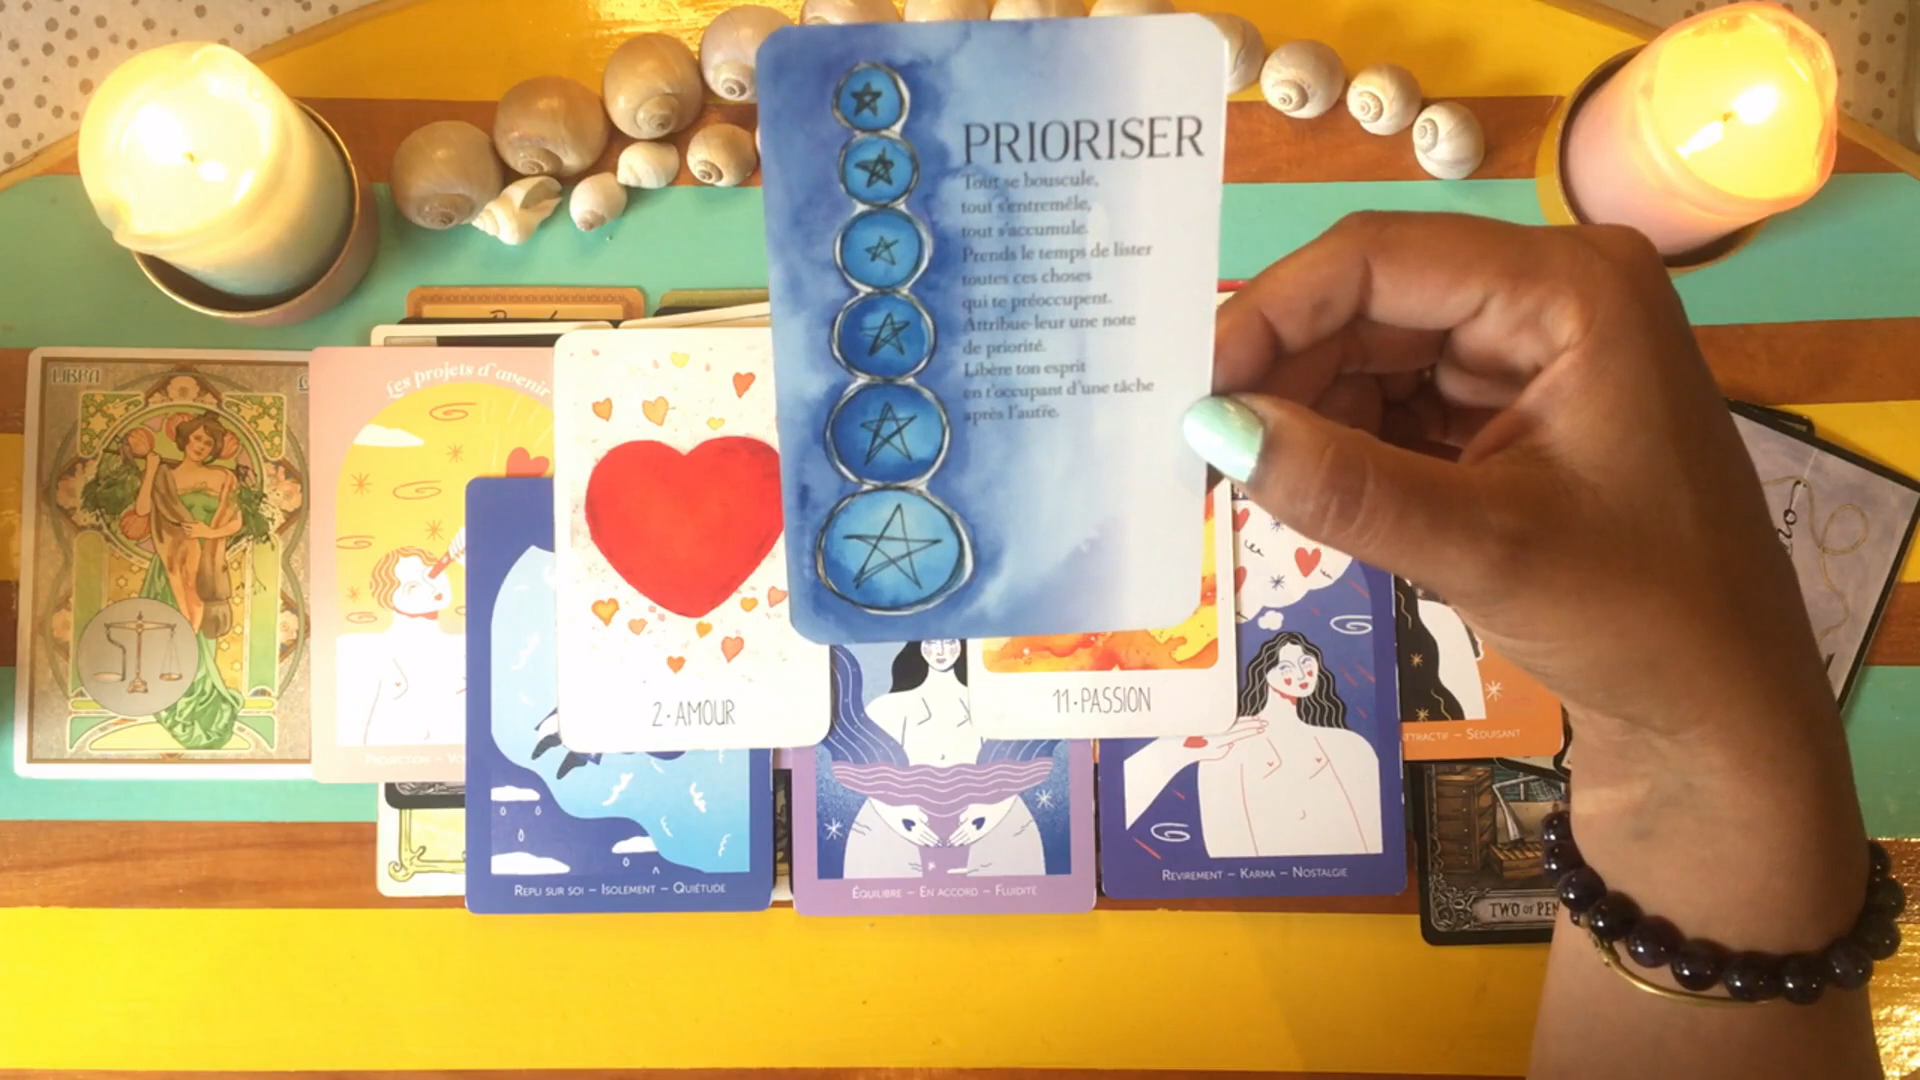 PRIORISER
Tout se bouscule,
tout s'entremêle,
tout s'accumule.
Prends le temps de lister
toutes ces choses
qui te préoccupent.
Attribue-leur une note
de priorité.
Libère ton esprit
en t'occupant d'une tâche
après l'autre.
LIBRA
Les projets d'avenir
PROJECTION –
2•AMOUR
11•PASSION
ATTRACTIF – SÉDUISANT
REPLI SUR SOI – ISOLEMENT – QUIÉTUDE
ÉQUILIBRE – EN ACCORD – FLUIDITÉ
REVIREMENT – KARMA – NOSTALGIE
TWO OF PEN